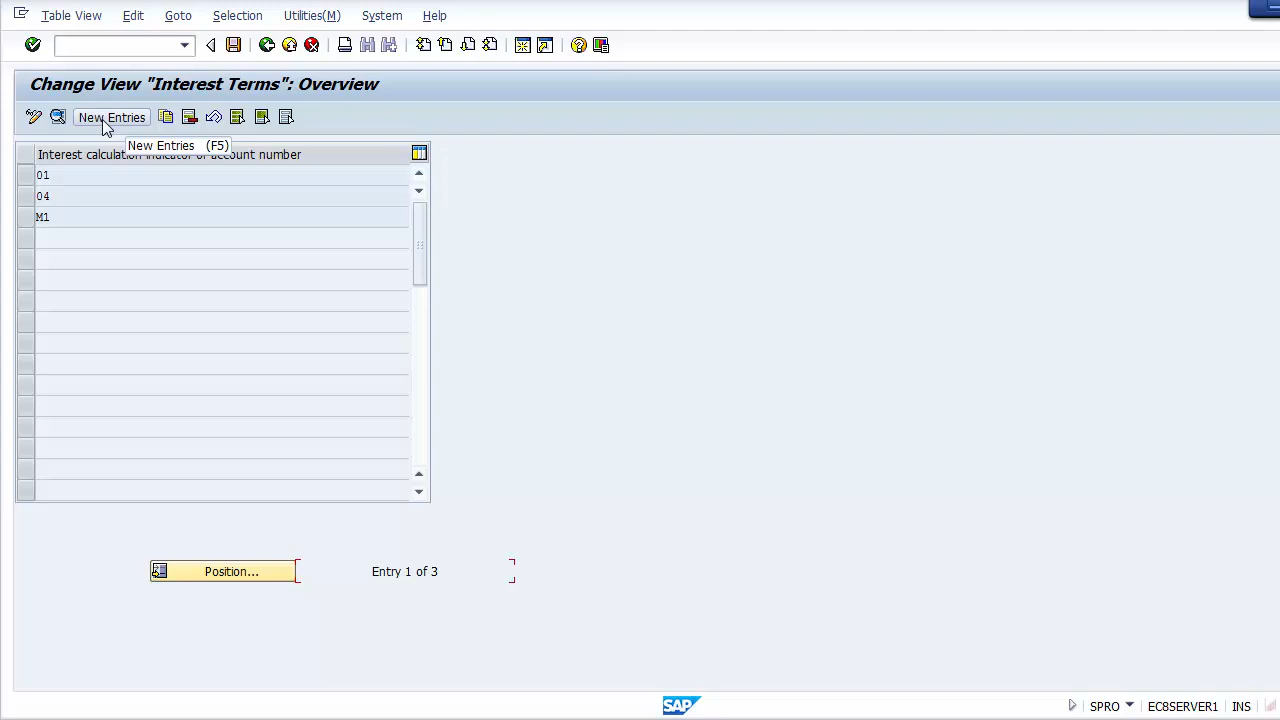 Table View Edit Goto Selection Utilities(M) System Help
Change View "Interest Terms": Overview
New Entries
New Entries (F5)
Interest calculation indicator of account number
01
04
M1
Position... Entry 1 of 3
SAP SPRO EC8SERVER1 INS